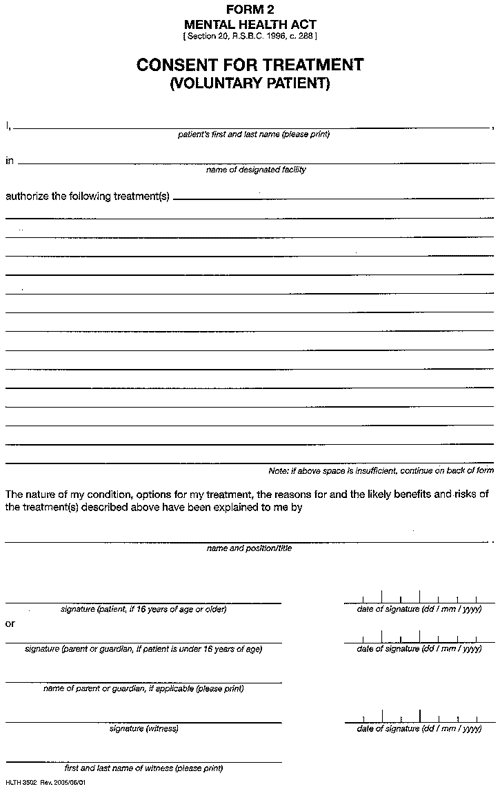 FORM 2
MENTAL HEALTH ACT
[ Section 20, R.S.B.C. 1996, c. 288 ]
CONSENT FOR TREATMENT
(VOLUNTARY PATIENT)
I, ,
patient's first and last name (please print)
in
name of designated facility
authorize the following treatment(s)
Note: if above space is insufficient, continue on back of form
The nature of my condition, options for my treatment, the reasons for and the likely benefits and risks of
the treatment(s) described above have been explained to me by
.
name and position/title
signature (patient, if 16 years of age or older) date of signature (dd / mm / yyyy)
or
signature (parent or guardian, if patient is under 16 years of age) date of signature (dd / mm / yyyy)
name of parent or guardian, if applicable (please print)
signature (witness) date of signature (dd / mm / yyyy)
first and last name of witness (please print)
HLTH 3502 Rev. 2005/06/01